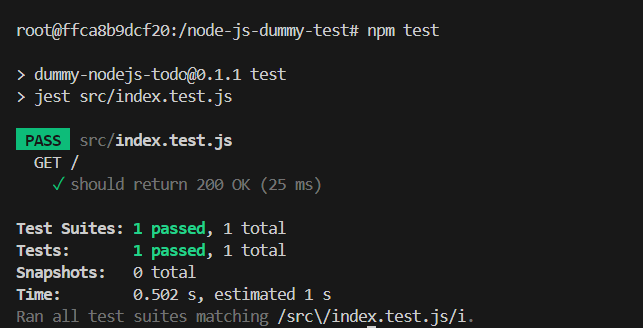 root@ffca8b9dcf20:/node-js-dummy-test# npm test
> dummy-nodejs-todo@0.1.1 test
> jest src/index.test.js
PASS src/index.test.js
GET /
✓ should return 200 OK (25 ms)
Test Suites: 1 passed, 1 total
Tests: 1 passed, 1 total
Snapshots: 0 total
Time: 0.502 s, estimated 1 s
Ran all test suites matching /src\/index.test.js/i.